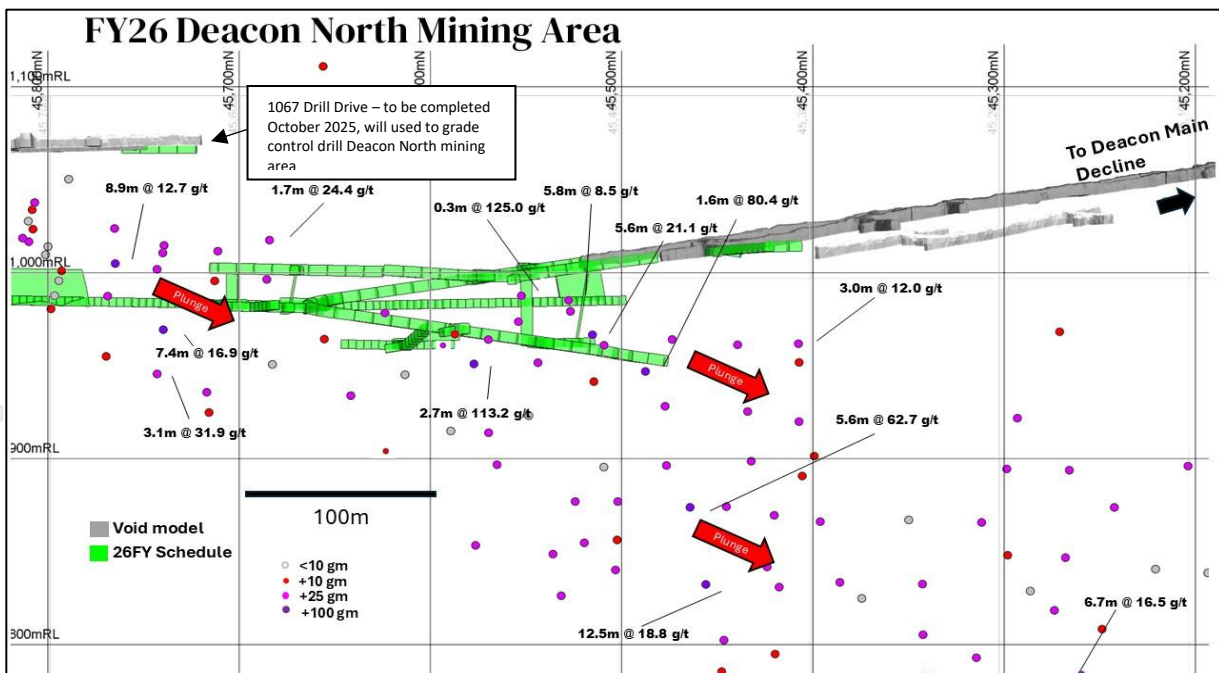 FY26 Deacon North Mining Area
45,800mN
45,700mN
45,500mN
45,400mN
45,300mN
45,200mN
1,100mRL
1067 Drill Drive – to be completed
October 2025, will used to grade
control drill Deacon North mining
area
To Deacon Main
Decline
8.9m @ 12.7 g/t
1.7m @ 24.4 g/t
5.8m @ 8.5 g/t
0.3m @ 125.0 g/t
1.6m @ 80.4 g/t
5.6m @ 21.1 g/t
1,000mRL
Plunge
3.0m @ 12.0 g/t
7.4m @ 16.9 g/t
Plunge
2.7m @ 113.2 g/t
5.6m @ 62.7 g/t
3.1m @ 31.9 g/t
900mRL
100m
Plunge
Void model
26FY Schedule
<10 gm
+10 gm
+25 gm
+100 gm
6.7m @ 16.5 g/t
12.5m @ 18.8 g/t
800mRL